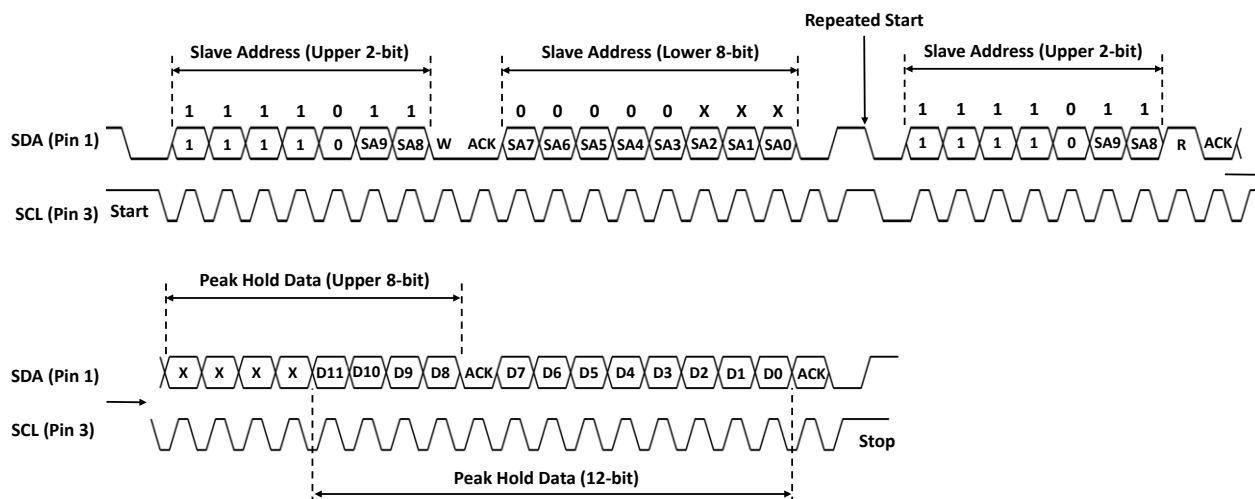 Repeated Start
Slave Address (Upper 2-bit) Slave Address (Lower 8-bit) Slave Address (Upper 2-bit)
1 1 1 1 0 1 1 0 0 0 0 0 X X X 1 1 1 1 0 1 1
SDA (Pin 1) 1 1 1 1 0 SA9 SA8 W ACK SA7 SA6 SA5 SA4 SA3 SA2 SA1 SA0 1 1 1 1 0 SA9 SA8 R ACK
SCL (Pin 3) Start
Peak Hold Data (Upper 8-bit)
SDA (Pin 1) X X X X D11 D10 D9 D8 ACK D7 D6 D5 D4 D3 D2 D1 D0 ACK
SCL (Pin 3) Stop
Peak Hold Data (12-bit)